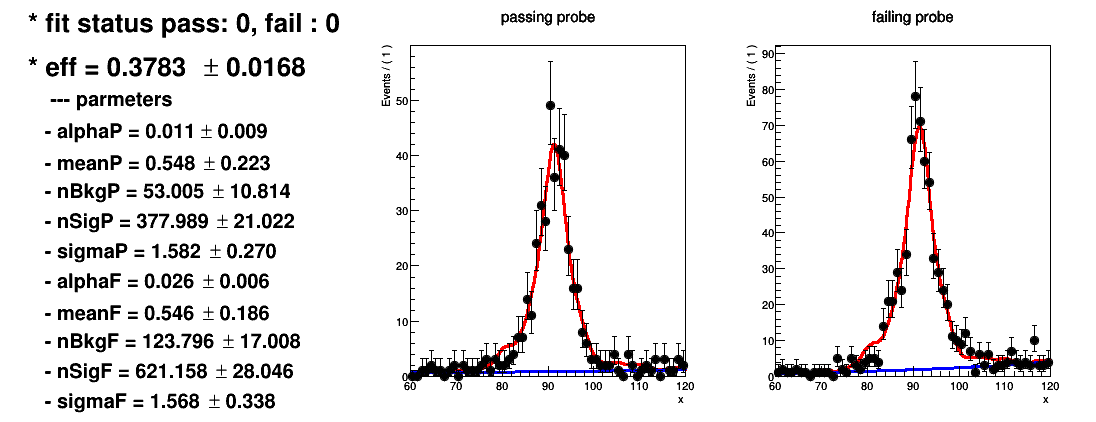 * fit status pass: 0, fail : 0
* eff = 0.3783 ± 0.0168
--- parmeters
- alphaP = 0.011 ± 0.009
- meanP = 0.548 ± 0.223
- nBkgP = 53.005 ± 10.814
- nSigP = 377.989 ± 21.022
- sigmaP = 1.582 ± 0.270
- alphaF = 0.026 ± 0.006
- meanF = 0.546 ± 0.186
- nBkgF = 123.796 ± 17.008
- nSigF = 621.158 ± 28.046
- sigmaF = 1.568 ± 0.338
passing probe
Events / ( 1 )
50
40
30
20
10
0
60 70 80 90 100 110 120
x
failing probe
Events / ( 1 )
90
80
70
60
50
40
30
20
10
0
60 70 80 90 100 110 120
x